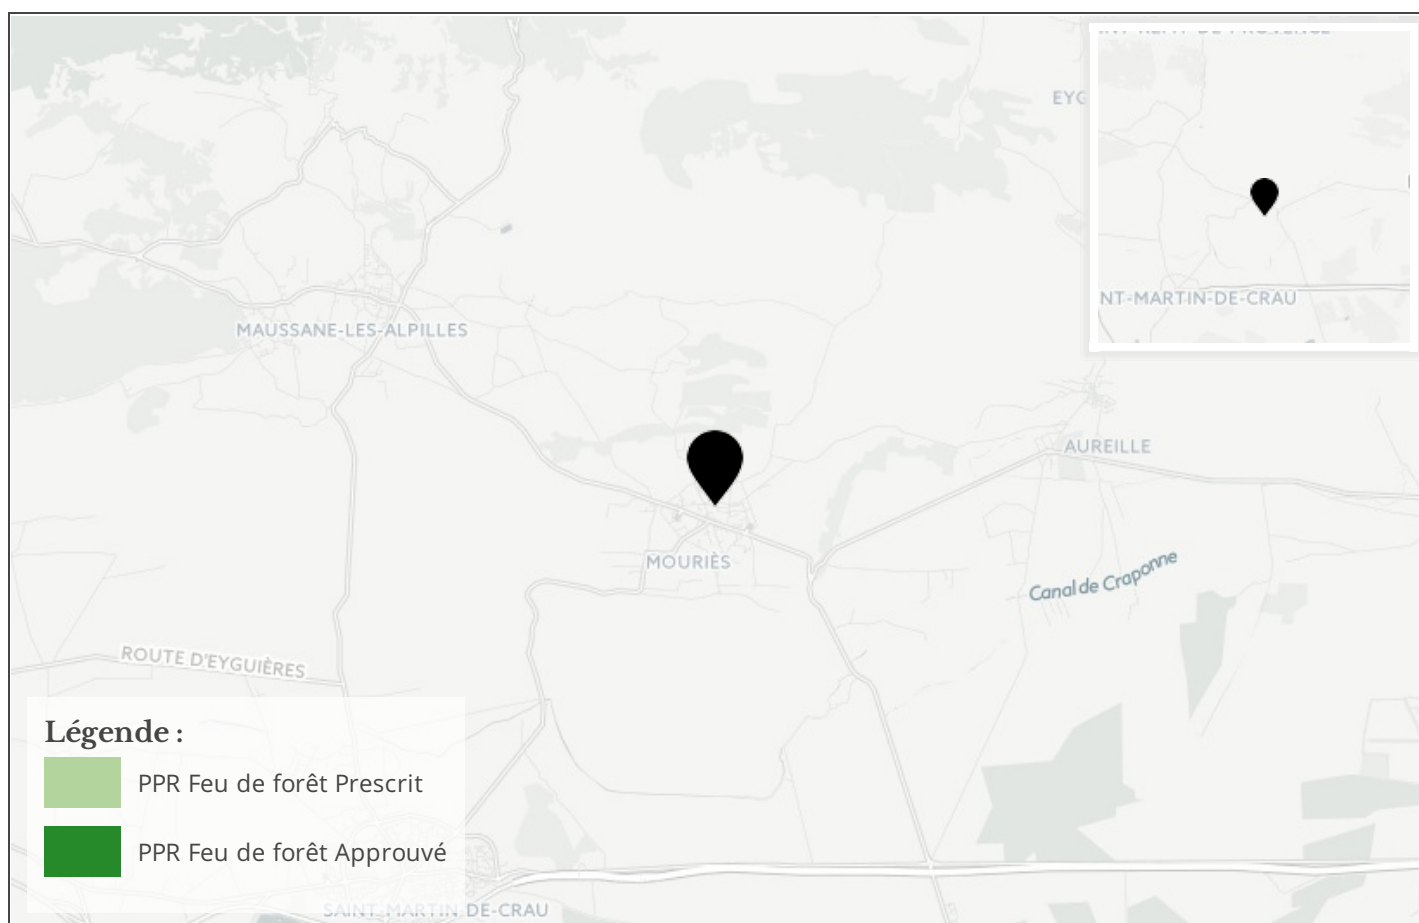 EYG
MAUSSANE-LES-ALPILLES
NT-MARTIN-DE-CRAU
AUREILLE
MOURIÈS
Canal de Craponne
ROUTE D'EYGUIÈRES
Légende :
PPR Feu de forêt Prescrit
PPR Feu de forêt Approuvé
SAINT-MARTIN-DE-CRAU